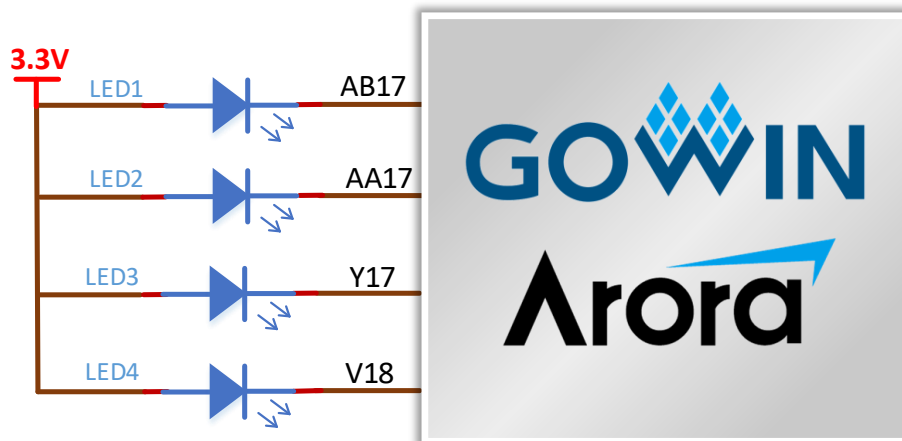 3.3V
LED1
AB17
LED2
AA17
LED3
Y17
LED4
V18
GOWIN
Arora